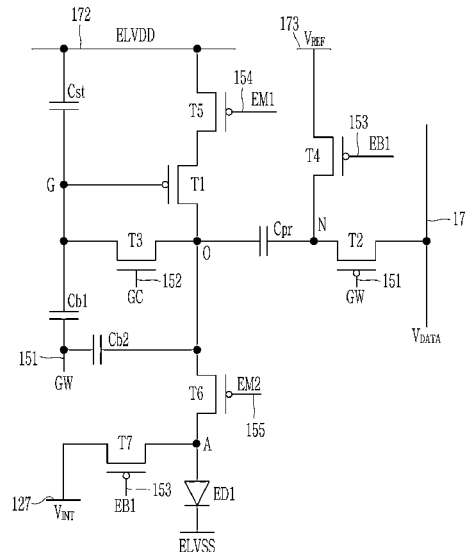 172
ELVDD
173
VREF
Cst
154
EM1
T5
153
EB1
T4
G
T1
N
17
T3
O
Cpr
T2
152
GC
151
GW
Cb1
VDATA
151
Cb2
GW
T6
EM2
155
T7
A
127
VINT
153
EB1
ED1
ELVSS